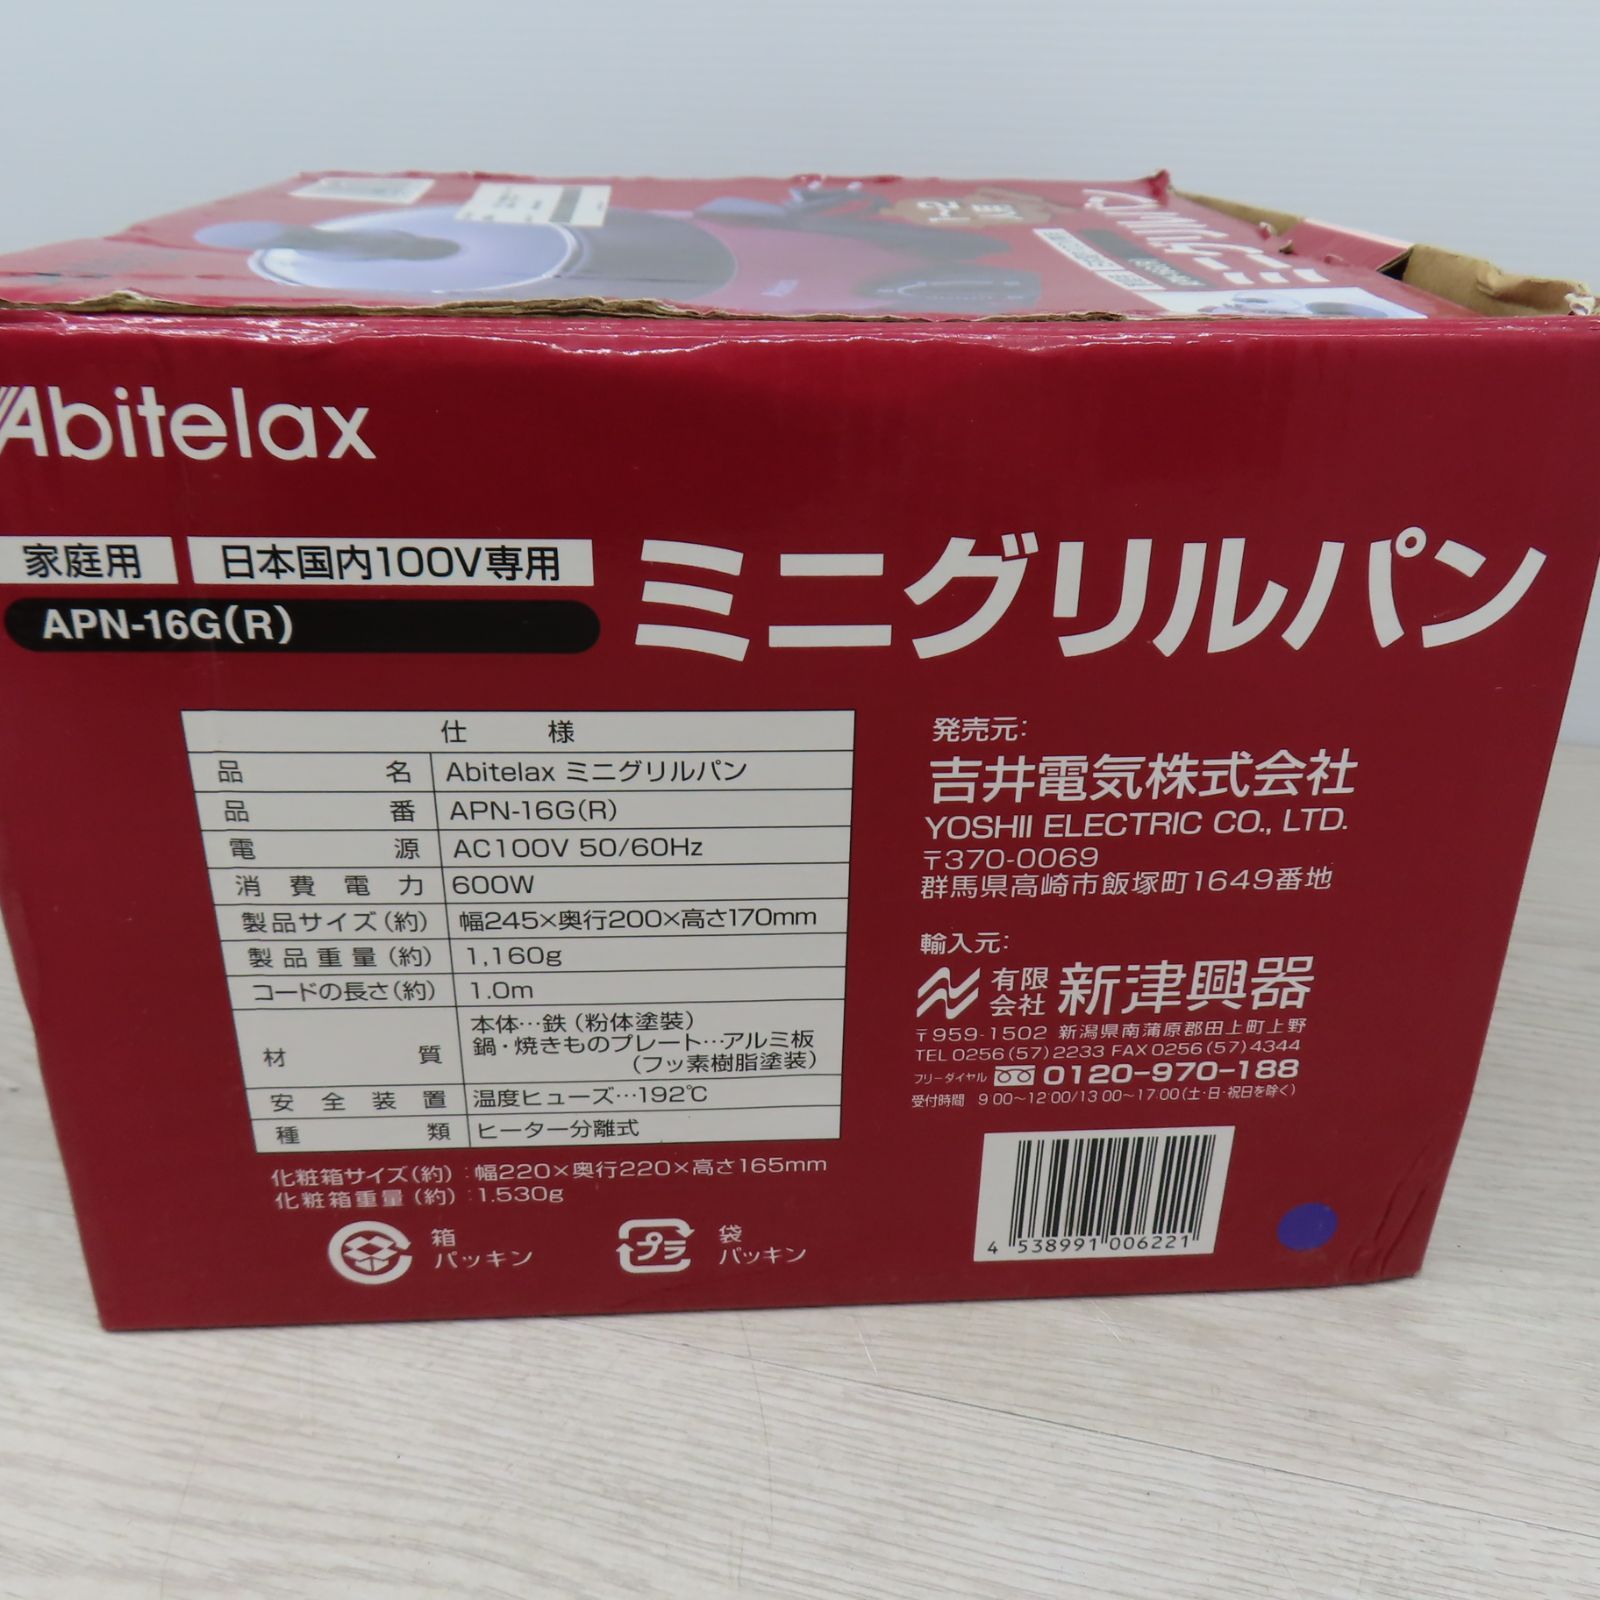 ミニグリルパン
Abitelax
家庭用
日本国内100V専用
APN-16G(R)
ミニグリルパン
仕 様
品 名 Abitelax ミニグリルパン
品 番 APN-16G(R)
電 源 AC100V 50/60Hz
消費電力 600W
製品サイズ(約) 幅245×奥行200×高さ170mm
製品重量(約) 1,160g
コードの長さ(約) 1.0m
材 質 本体…鉄(粉体塗装)
鍋・焼きものプレート…アルミ板
(フッ素樹脂塗装)
安全装置 温度ヒューズ…192℃
種 類 ヒーター分離式
化粧箱サイズ(約):幅220×奥行220×高さ165mm
化粧箱重量(約):1.530g
箱
パッキン
プラ
袋
パッキン
発売元:
吉井電気株式会社
YOSHII ELECTRIC CO., LTD.
〒370-0069
群馬県高崎市飯塚町1649番地
輸入元:
有限会社 新津興器
〒959-1502 新潟県南蒲原郡田上町上野
TEL 0256(57)2233 FAX 0256(57)4344
フリーダイヤル 0120-970-188
受付時間 9:00~12:00/13:00~17:00(土・日・祝日を除く)
4 538991 006221